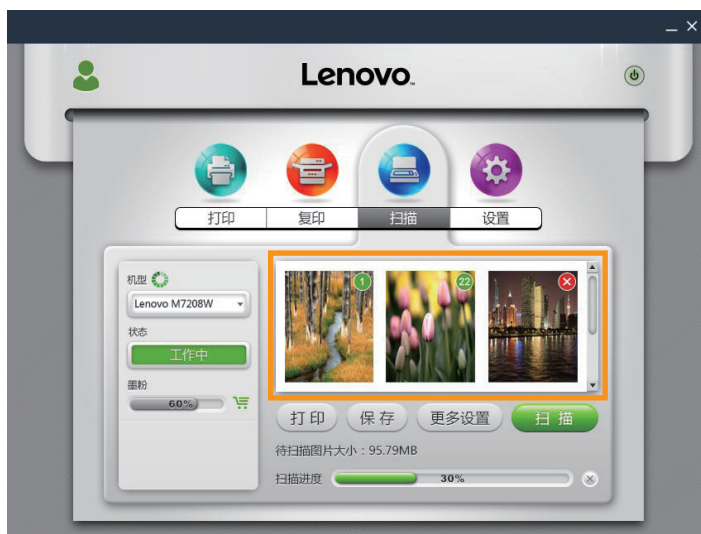 Lenovo
打印
复印
扫描
设置
机型
Lenovo M7208W
状态
工作中
墨粉
60%
1
22
打印
保存
更多设置
扫描
待扫描图片大小：95.79MB
扫描进度
30%